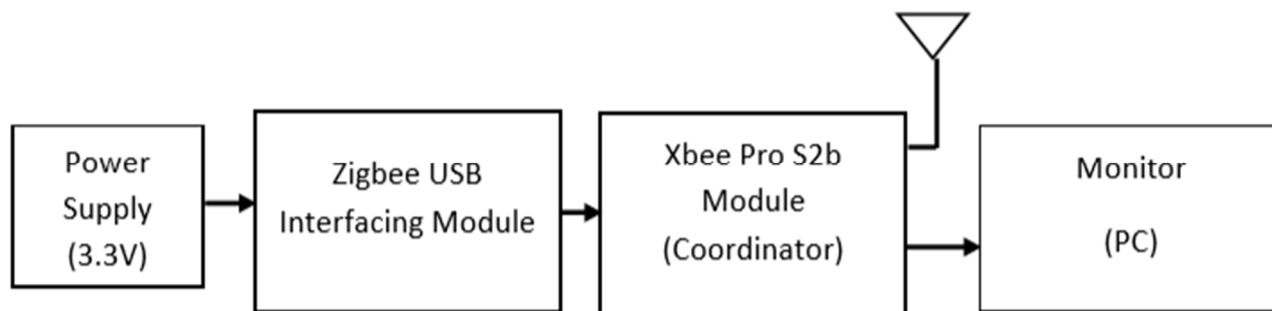 Power
Supply
(3.3V)
Zigbee USB
Interfacing Module
Xbee Pro S2b
Module
(Coordinator)
Monitor
(PC)